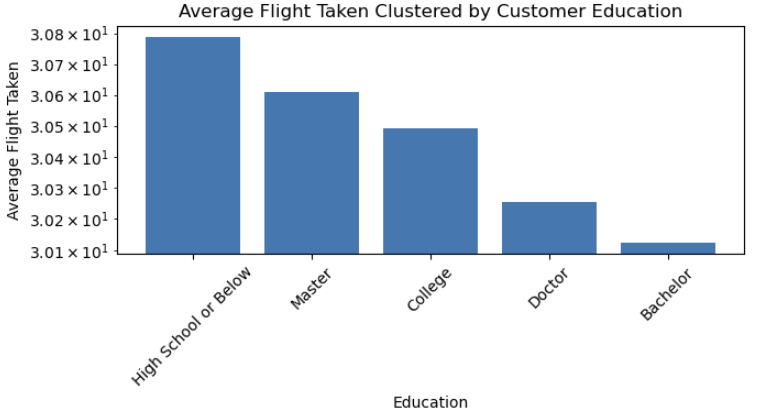 Average Flight Taken Clustered by Customer Education
Average Flight Taken
3.08 × 10¹
3.07 × 10¹
3.06 × 10¹
3.05 × 10¹
3.04 × 10¹
3.03 × 10¹
3.02 × 10¹
3.01 × 10¹
High School or Below
Master
College
Doctor
Bachelor
Education